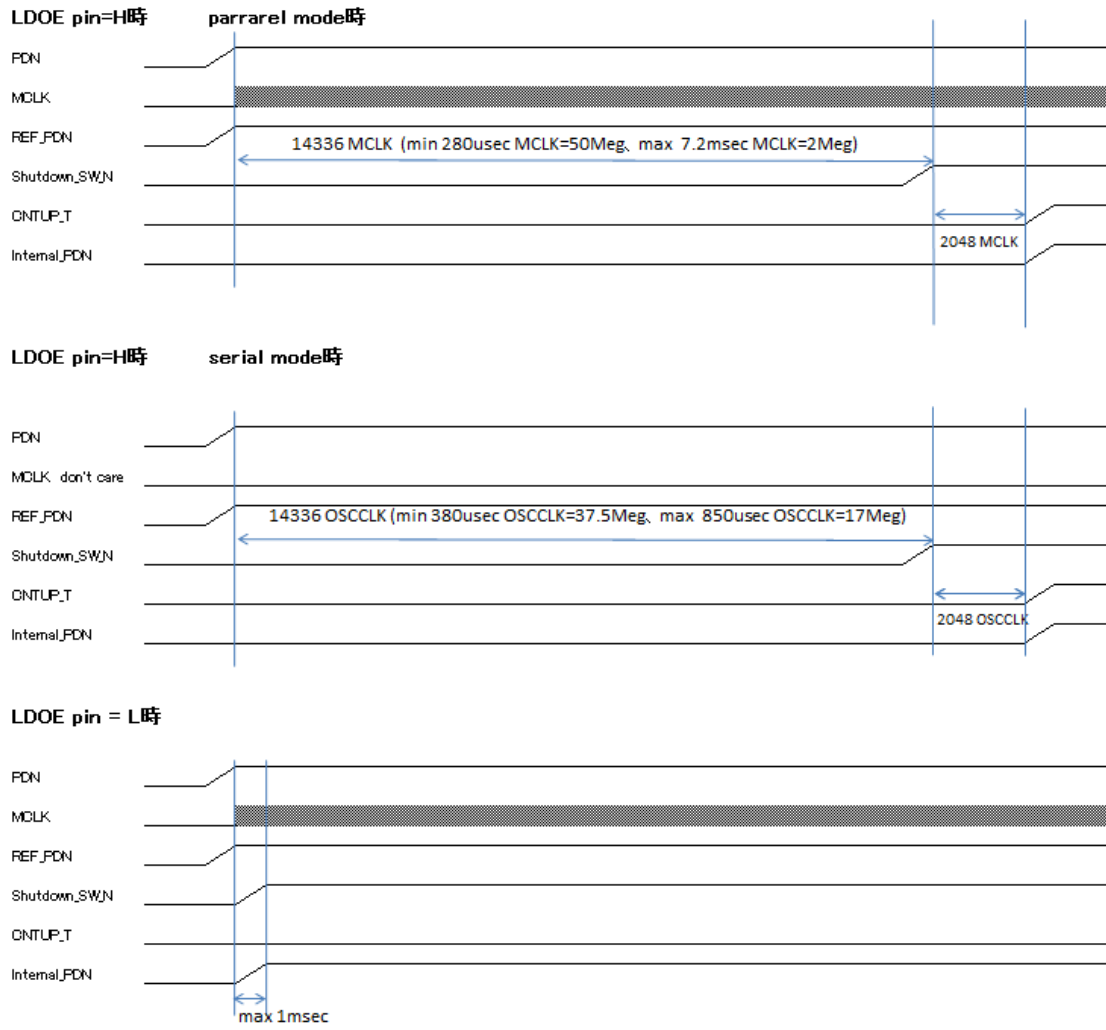 LDOE pin=H時 parrarel mode時
PDN
MCLK
REF_PDN
14336 MCLK (min 280usec MCLK=50Meg、max 7.2msec MCLK=2Meg)
Shutdown_SW_N
CNTUP_T
2048 MCLK
Internal_PDN
LDOE pin=H時 serial mode時
PDN
MCLK don't care
REF_PDN
14336 OSCCLK (min 380usec OSCCLK=37.5Meg、max 850usec OSCCLK=17Meg)
Shutdown_SW_N
CNTUP_T
2048 OSCCLK
Internal_PDN
LDOE pin = L時
PDN
MCLK
REF_PDN
Shutdown_SW_N
CNTUP_T
Internal_PDN
max 1msec